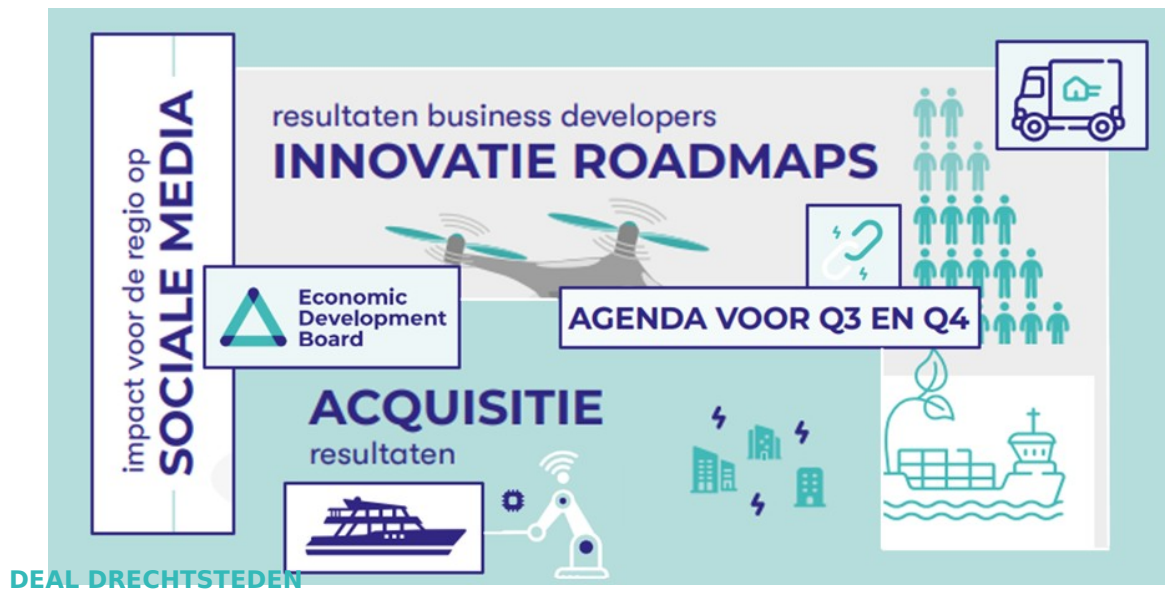 impact voor de regio op
SOCIALE MEDIA
resultaten business developers
INNOVATIE ROADMAPS
Economic
Development
Board
AGENDA VOOR Q3 EN Q4
ACQUISITIE
resultaten
DEAL DRECHTSTEDEN